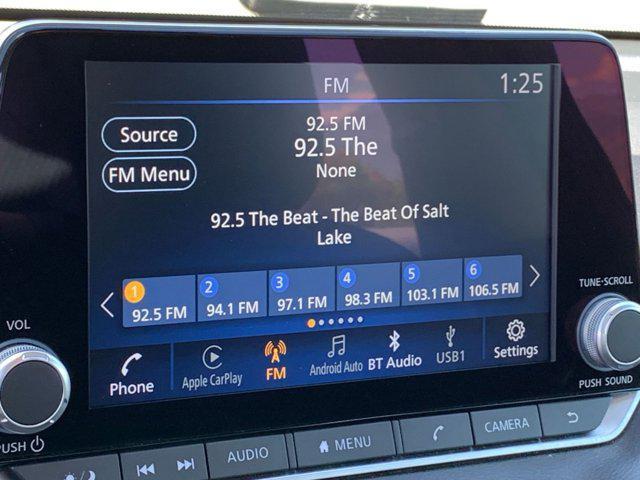 FM
1:25
Source
FM Menu
92.5 FM
92.5 The
None
92.5 The Beat - The Beat Of Salt
Lake
1
92.5 FM
2
94.1 FM
3
97.1 FM
4
98.3 FM
5
103.1 FM
6
106.5 FM
Phone
Apple CarPlay
FM
Android Auto
BT Audio
USB1
Settings
VOL
PUSH
TUNE·SCROLL
PUSH SOUND
AUDIO
MENU
CAMERA